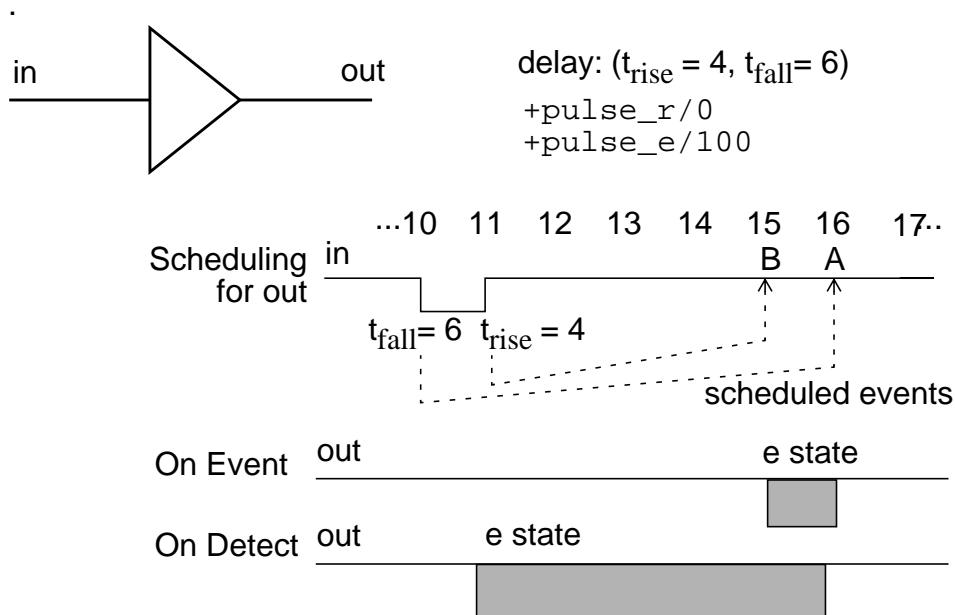 .
in
out
delay: (trise = 4, tfall= 6)
+pulse_r/0
+pulse_e/100
...10 11 12 13 14 15 16 17...
B A
Scheduling
for out
in
tfall= 6 trise = 4
scheduled events
On Event
out
e state
On Detect
out
e state